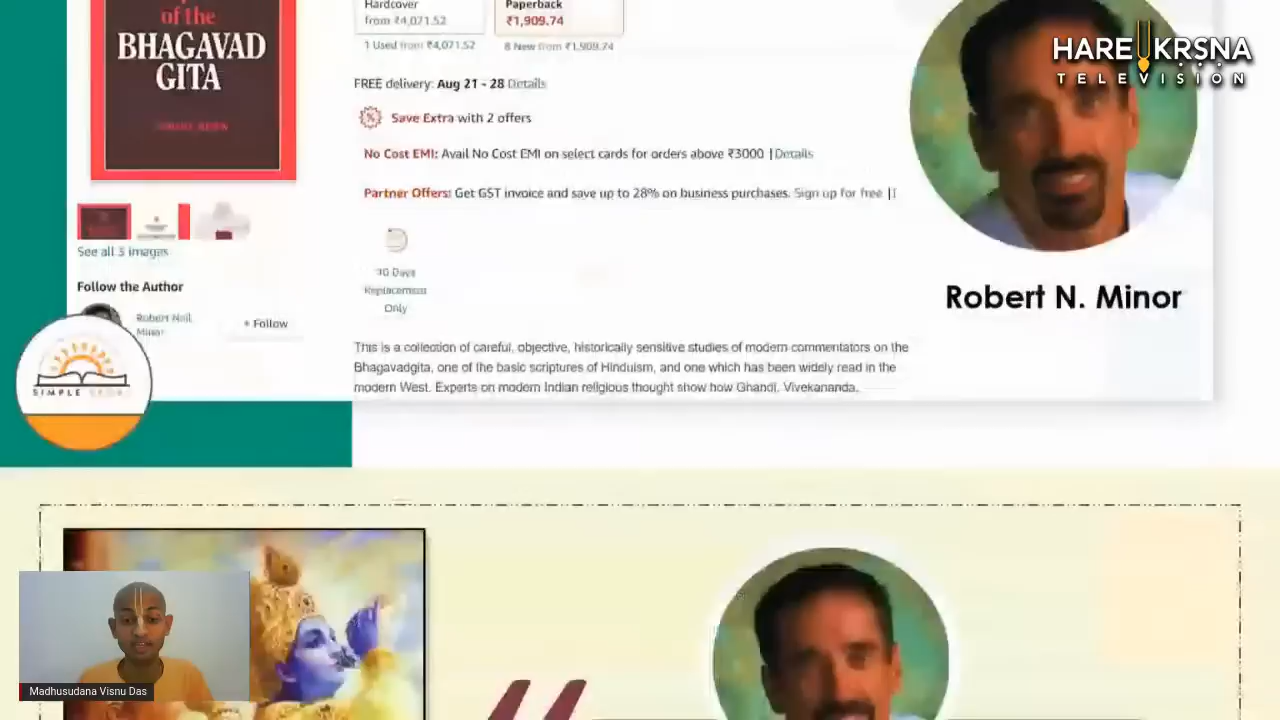 of the
BHAGAVAD
GITA
Hardcover
from ₹4,071.52
Paperback
₹1,909.74
1 Used from ₹4,071.52
8 New from ₹1,909.74
HARE KRSNA
TELEVISION
FREE delivery: Aug 21 - 28 Details
Save Extra with 2 offers
No Cost EMI: Avail No Cost EMI on select cards for orders above ₹3000 | Details
Partner Offers: Get GST invoice and save up to 28% on business purchases. Sign up for free |
See all 3 images
10 Days
Replacement
Only
Follow the Author
Robert Neil
Minor
+ Follow
Robert N. Minor
This is a collection of careful, objective, historically sensitive studies of modern commentators on the
Bhagavadgita, one of the basic scriptures of Hinduism, and one which has been widely read in the
modern West. Experts on modern Indian religious thought show how Ghandi, Vivekananda,
SIMPLE
Madhusudana Visnu Das
“